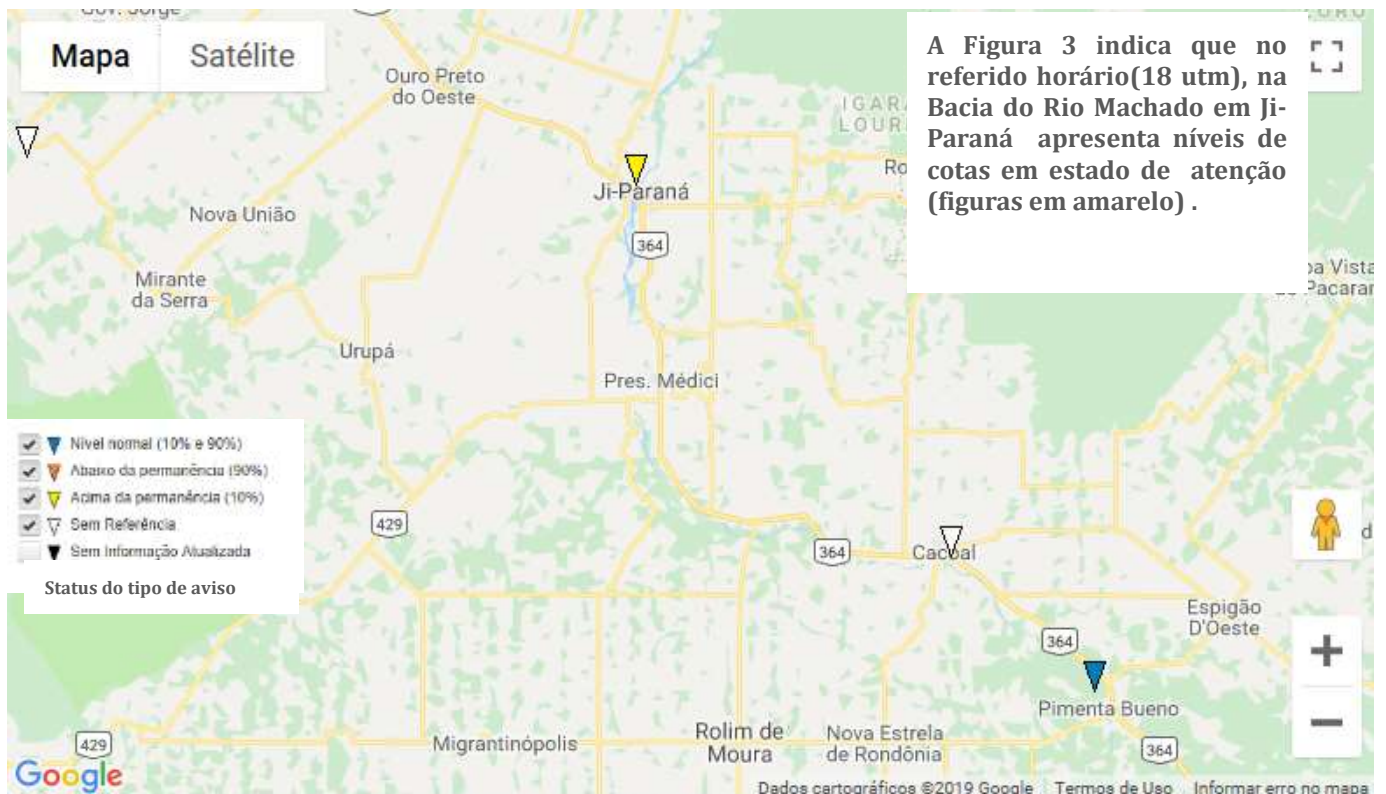 Mapa
Satélite
Ouro Preto
do Oeste
A Figura 3 indica que no
referido horário(18 utm), na
Bacia do Rio Machado em Ji-
Paraná apresenta níveis de
cotas em estado de atenção
(figuras em amarelo) .
Ji-Paraná
Nova União
364
Mirante
da Serra
Urupá
Pres. Médici
Nível normal (10% e 90%)
Abaixo da permanência (90%)
Acima da permanência (10%)
Sem Referência
Sem Informação Atualizada
Status do tipo de aviso
429
364
Cacoal
Espigão
D'Oeste
364
Pimenta Bueno
Rolim de
Moura
Nova Estrela
de Rondônia
Migrantinópolis
429
364
Google
Dados cartográficos ©2019 Google
Termos de Uso
Informar erro no mapa